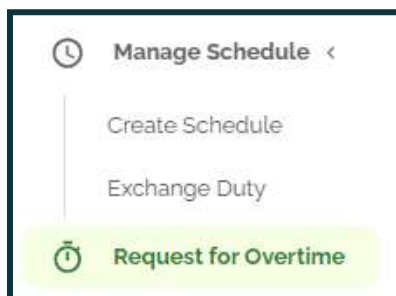 Manage Schedule <
Create Schedule
Exchange Duty
Request for Overtime